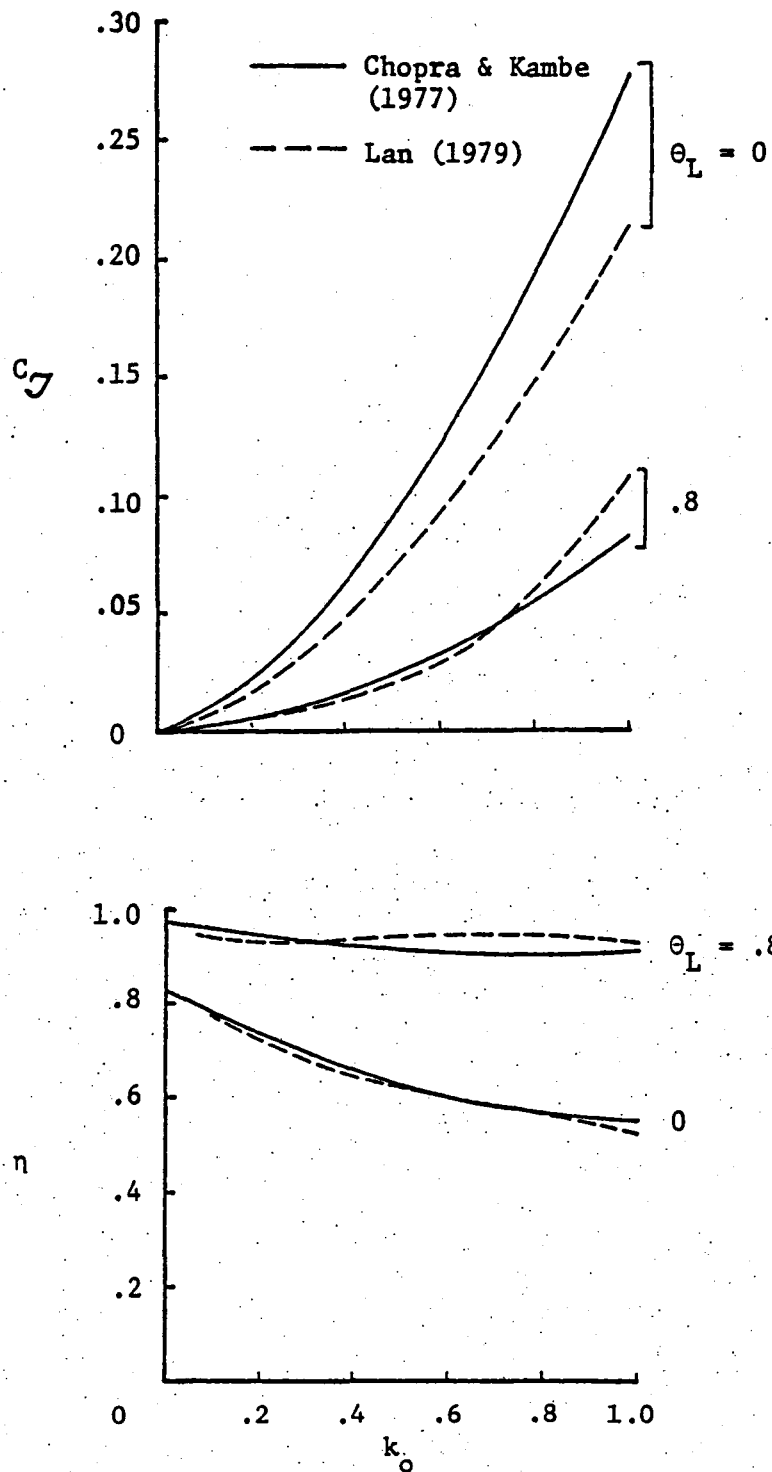 .30
Chopra & Kambe
(1977)
.25
Lan (1979)
θL = 0
.20
C𝒯
.15
.10
.8
.05
0
1.0
θL = .8
.8
.6
0
η
.4
.2
0 .2 .4 .6 .8 1.0
ko